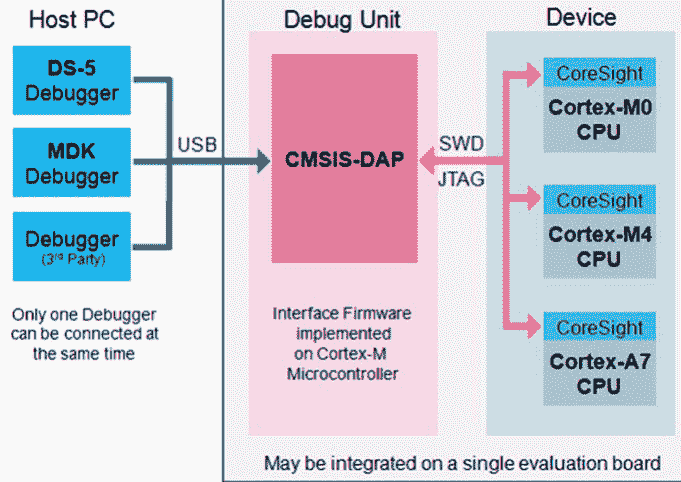 Host PC
DS-5
Debugger
MDK
Debugger
Debugger
(3rd Party)
Only one Debugger
can be connected at
the same time
USB
Debug Unit
CMSIS-DAP
Interface Firmware
implemented
on Cortex-M
Microcontroller
SWD
JTAG
Device
CoreSight
Cortex-M0
CPU
CoreSight
Cortex-M4
CPU
CoreSight
Cortex-A7
CPU
May be integrated on a single evaluation board